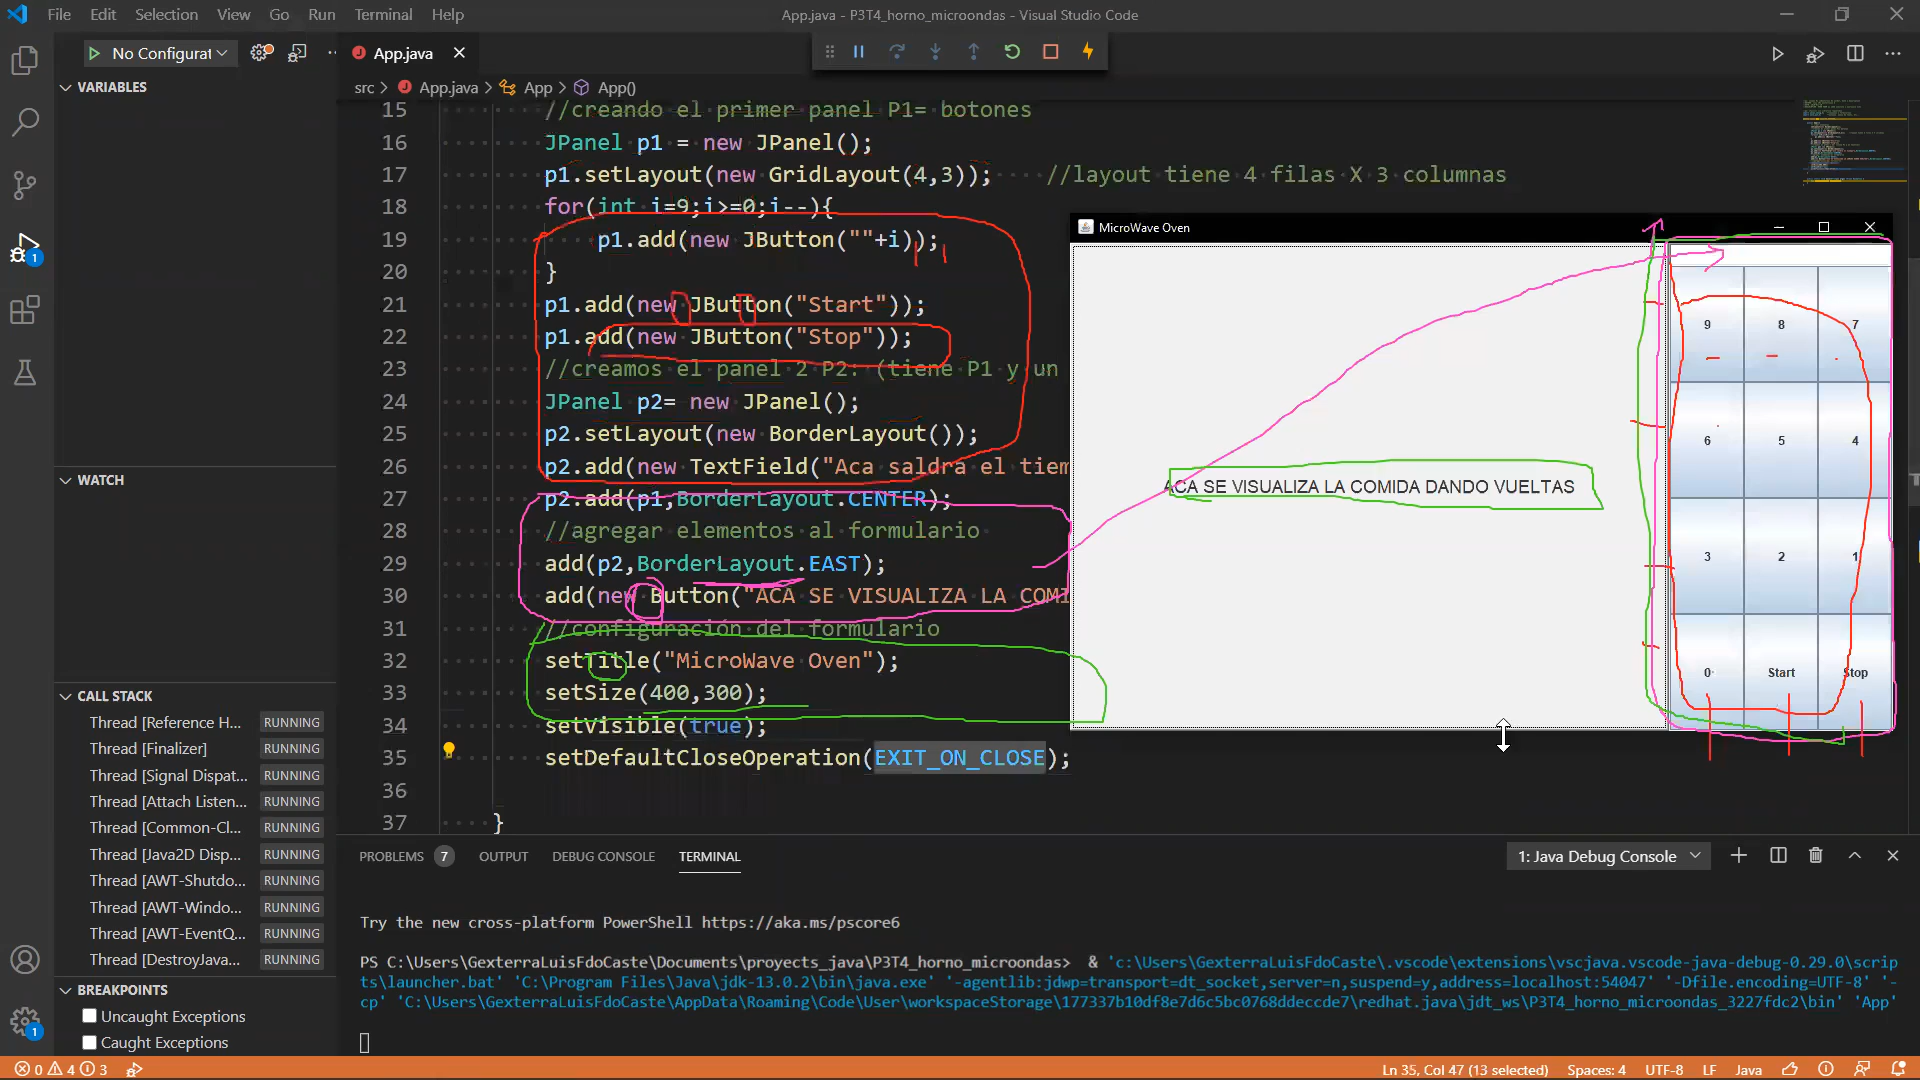 File Edit Selection View Go Run Terminal Help
App.java - P3T4_horno_microondas - Visual Studio Code
No Configurat
App.java
src > App.java > App > App()
VARIABLES
WATCH
CALL STACK
Thread [Reference H... RUNNING
Thread [Finalizer] RUNNING
Thread [Signal Dispat... RUNNING
Thread [Attach Listen... RUNNING
Thread [Common-Cl... RUNNING
Thread [Java2D Disp... RUNNING
Thread [AWT-Shutdo... RUNNING
Thread [AWT-Windo... RUNNING
Thread [AWT-EventQ... RUNNING
Thread [DestroyJava... RUNNING
BREAKPOINTS
Uncaught Exceptions
Caught Exceptions
15 //creando el primer panel P1= botones
16 JPanel p1 = new JPanel();
17 p1.setLayout(new GridLayout(4,3)); //layout tiene 4 filas X 3 columnas
18 for(int i=9;i>=0;i--){
19 p1.add(new JButton(""+i));
20 }
21 p1.add(new JButton("Start"));
22 p1.add(new JButton("Stop"));
23 //creamos el panel 2 P2: (tiene P1 y un
24 JPanel p2= new JPanel();
25 p2.setLayout(new BorderLayout());
26 p2.add(new TextField("Aca saldra el tiem
27 p2.add(p1,BorderLayout.CENTER);
28 //agregar elementos al formulario
29 add(p2,BorderLayout.EAST);
30 add(new Button("ACA SE VISUALIZA LA COMI
31 //configuración del formulario
32 setTitle("MicroWave Oven");
33 setSize(400,300);
34 setVisible(true);
35 setDefaultCloseOperation(EXIT_ON_CLOSE);
36
37 }
MicroWave Oven
ACA SE VISUALIZA LA COMIDA DANDO VUELTAS
9 8 7
6 5 4
3 2 1
0 Start Stop
PROBLEMS 7 OUTPUT DEBUG CONSOLE TERMINAL
1: Java Debug Console
Try the new cross-platform PowerShell https://aka.ms/pscore6
PS C:\Users\GexterraLuisFdoCaste\Documents\proyects_java\P3T4_horno_microondas> & 'c:\Users\GexterraLuisFdoCaste\.vscode\extensions\vscjava.vscode-java-debug-0.29.0\scrip
ts\launcher.bat' 'C:\Program Files\Java\jdk-13.0.2\bin\java.exe' '-agentlib:jdwp=transport=dt_socket,server=n,suspend=y,address=localhost:54047' '-Dfile.encoding=UTF-8' '-
cp' 'C:\Users\GexterraLuisFdoCaste\AppData\Roaming\Code\User\workspaceStorage\177337b10df8e7d6c5bc0768ddeccde7\redhat.java\jdt_ws\P3T4_horno_microondas_3227fdc2\bin' 'App'
1
1
0 4 3
Ln 35, Col 47 (13 selected) Spaces: 4 UTF-8 LF Java